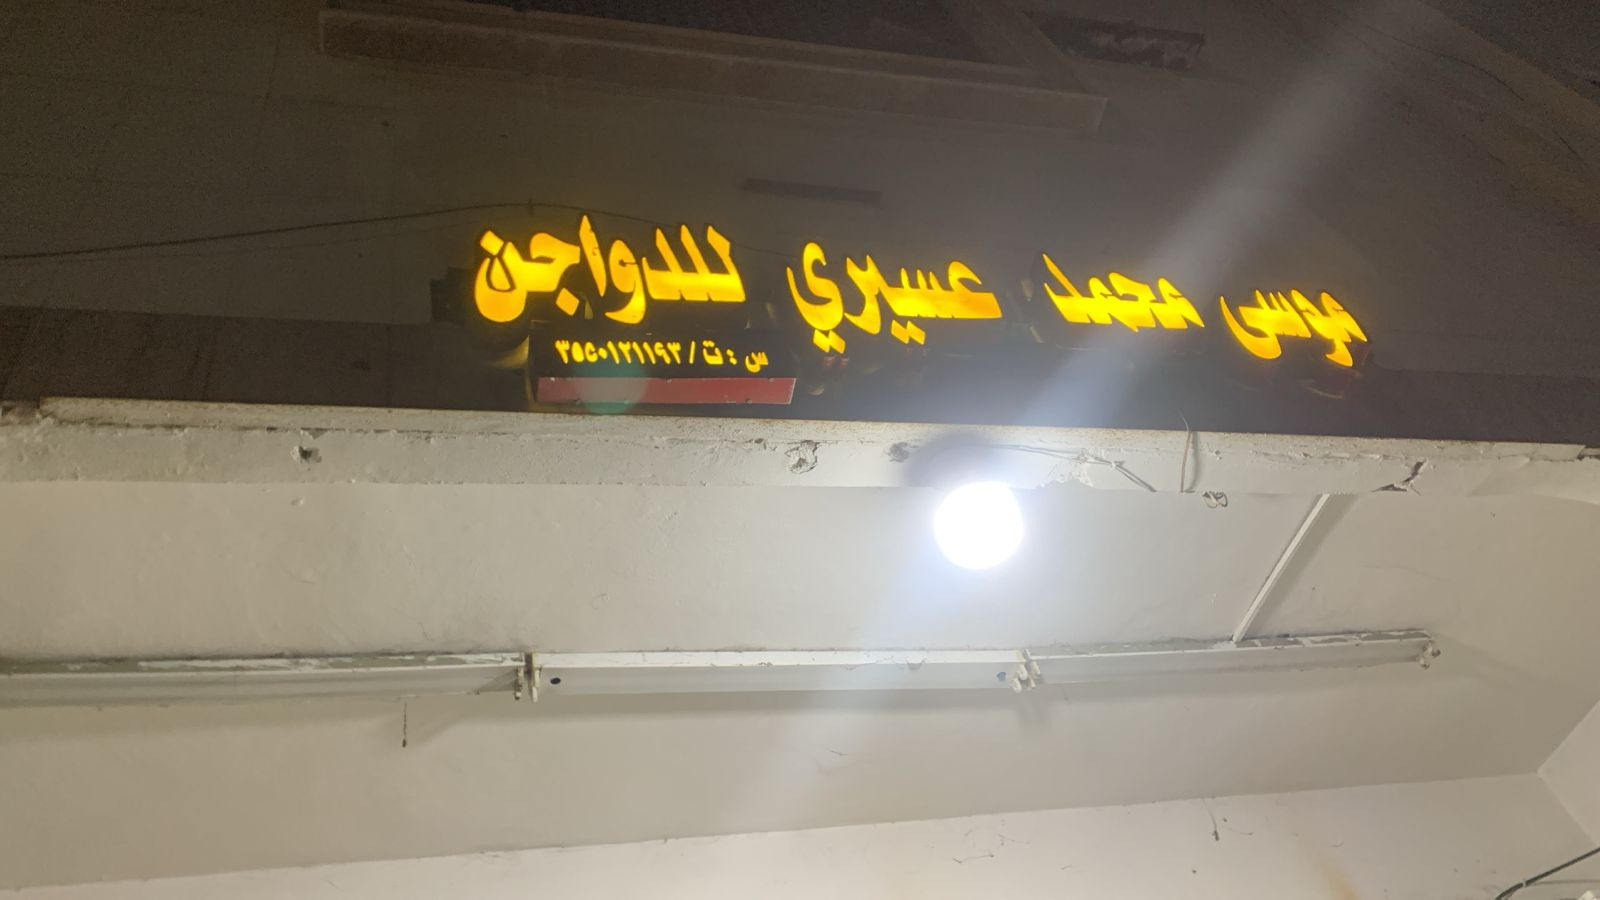 موسى محمد عسيري للدواجن
س : ت / ٣٥٥٠١٢١١٩٣